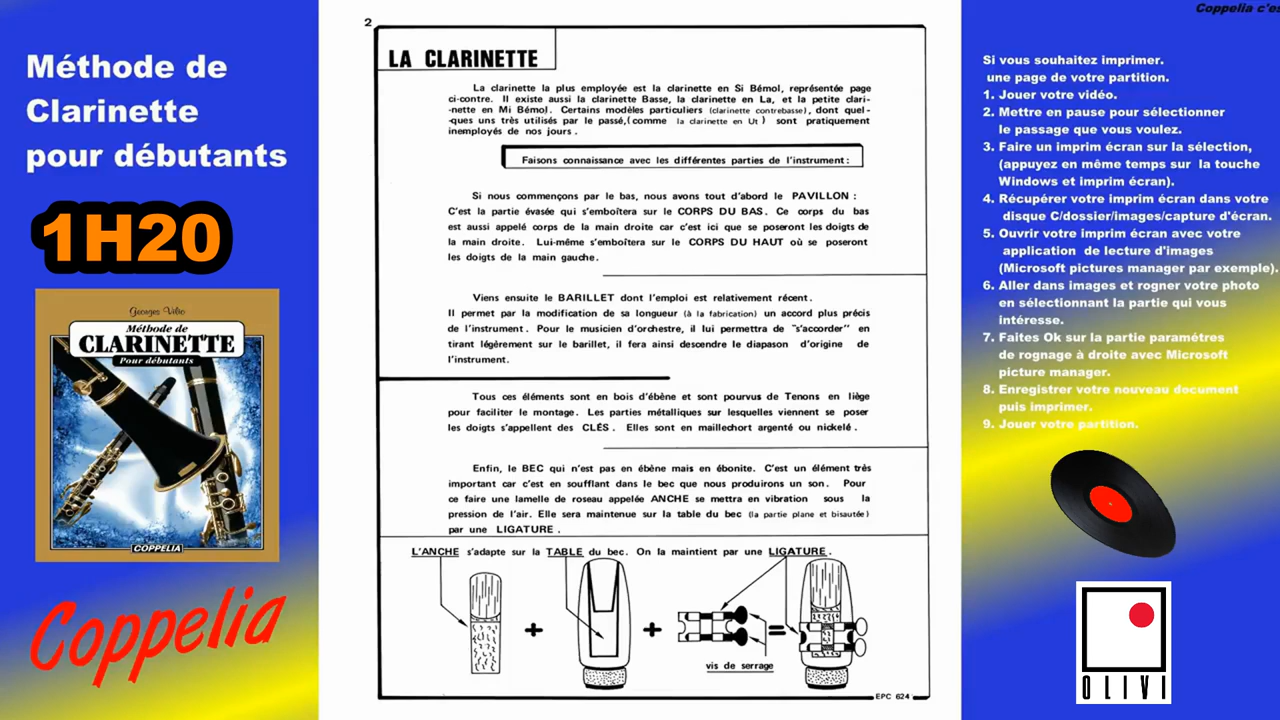 Méthode de
Clarinette
pour débutants
1H20
Georges Vilio
Méthode de
CLARINETTE
Pour débutants
COPPELIA
Coppelia
2
LA CLARINETTE
La clarinette la plus employée est la clarinette en Si Bémol, représentée page
ci-contre. Il existe aussi la clarinette Basse, la clarinette en La, et la petite clari-
-nette en Mi Bémol. Certains modèles particuliers (clarinette contrebasse), dont quel-
-ques uns très utilisés par le passé,(comme la clarinette en Ut ) sont pratiquement
inemployés de nos jours .
Faisons connaissance avec les différentes parties de l'instrument:
Si nous commençons par le bas, nous avons tout d'abord le PAVILLON :
C'est la partie évasée qui s'emboîtera sur le CORPS DU BAS. Ce corps du bas
est aussi appelé corps de la main droite car c'est ici que se poseront les doigts de
la main droite. Lui-même s'emboîtera sur le CORPS DU HAUT où se poseront
les doigts de la main gauche.
Viens ensuite le BARILLET dont l'emploi est relativement récent.
Il permet par la modification de sa longueur (à la fabrication) un accord plus précis
de l'instrument. Pour le musicien d'orchestre, il lui permettra de "s'accorder" en
tirant légèrement sur le barillet, il fera ainsi descendre le diapason d'origine de
l'instrument.
Tous ces éléments sont en bois d'ébène et sont pourvus de Tenons en liège
pour faciliter le montage. Les parties métalliques sur lesquelles viennent se poser
les doigts s'appellent des CLÉS . Elles sont en maillechort argenté ou nickelé .
Enfin, le BEC qui n'est pas en ébène mais en ébonite. C'est un élément très
important car c'est en soufflant dans le bec que nous produirons un son. Pour
ce faire une lamelle de roseau appelée ANCHE se mettra en vibration sous la
pression de l'air. Elle sera maintenue sur la table du bec (la partie plane et bisautée)
par une LIGATURE .
L'ANCHE s'adapte sur la TABLE du bec. On la maintient par une LIGATURE.
+ + =
vis de serrage
EPC 624
Coppelia c'es
Si vous souhaitez imprimer.
une page de votre partition.
1. Jouer votre vidéo.
2. Mettre en pause pour sélectionner
le passage que vous voulez.
3. Faire un imprim écran sur la sélection,
(appuyez en même temps sur la touche
Windows et imprim écran).
4. Récupérer votre imprim écran dans votre
disque C/dossier/images/capture d'écran.
5. Ouvrir votre imprim écran avec votre
application de lecture d'images
(Microsoft pictures manager par exemple).
6. Aller dans images et rogner votre photo
en sélectionnant la partie qui vous
intéresse.
7. Faites Ok sur la partie paramétres
de rognage à droite avec Microsoft
picture manager.
8. Enregistrer votre nouveau document
puis imprimer.
9. Jouer votre partition.
OLIVI